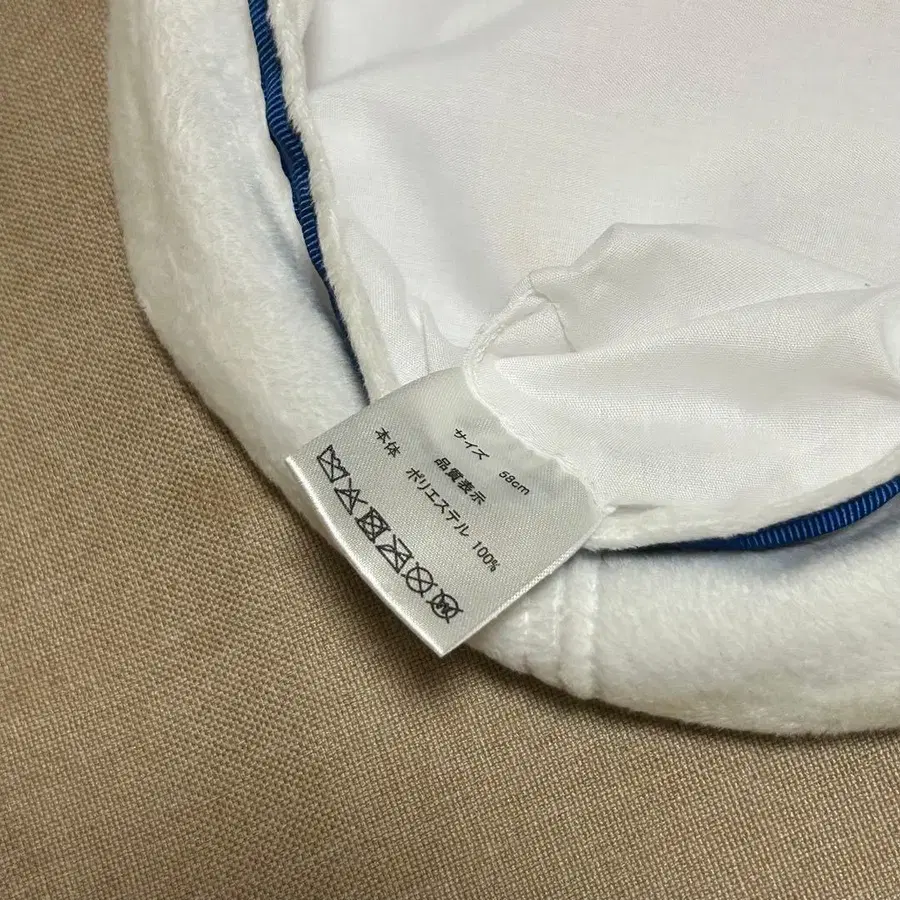 サイズ 58cm
品質表示
本体 ポリエステル 100%